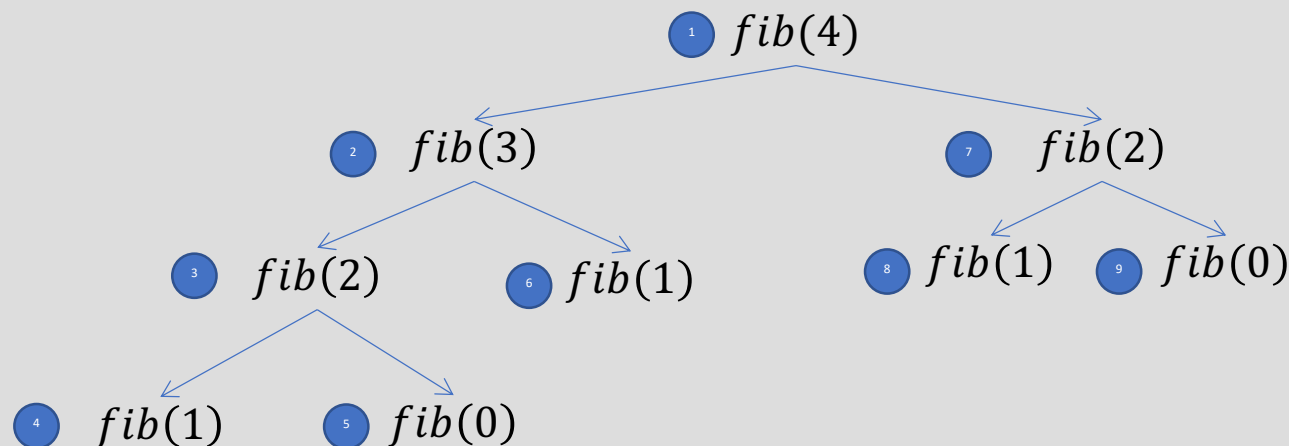 1 fib(4)
2 fib(3) 7 fib(2)
3 fib(2) 6 fib(1) 8 fib(1) 9 fib(0)
4 fib(1) 5 fib(0)